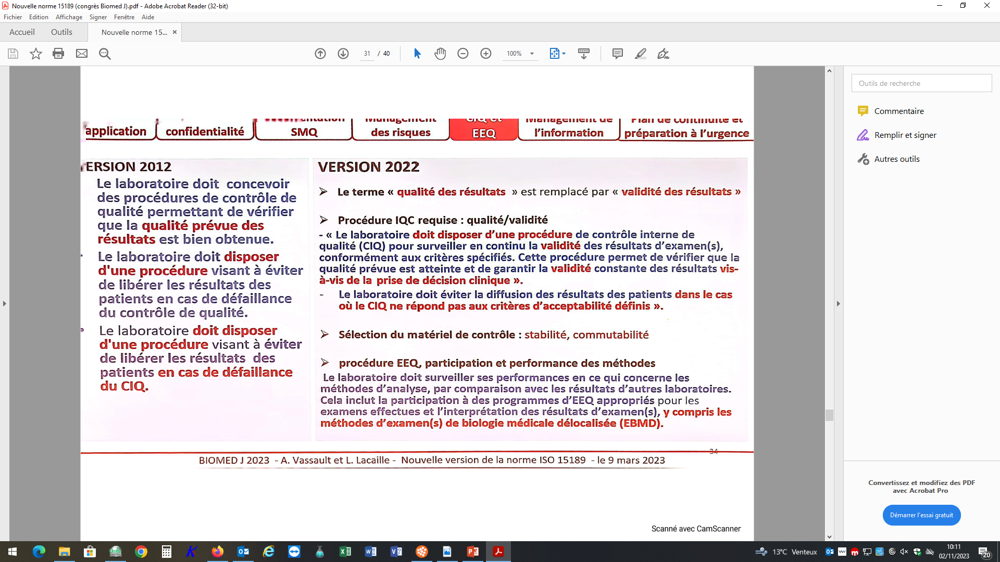 Nouvelle norme 15189 (congrès Biomed J).pdf - Adobe Acrobat Reader (32-bit)
Fichier Edition Affichage Signer Fenêtre Aide
Accueil Outils Nouvelle norme 15... ×
31 / 40 100%
Outils de recherche
Commentaire
Remplir et signer
Autres outils
application
confidentialité
SMQ
Management
des risques
CIQ et
EEQ
Management de
l'information
Plan de continuité et
préparation à l'urgence
ERSION 2012
Le laboratoire doit concevoir
des procédures de contrôle de
qualité permettant de vérifier
que la qualité prévue des
résultats est bien obtenue.
Le laboratoire doit disposer
d'une procédure visant à éviter
de libérer les résultats des
patients en cas de défaillance
du contrôle de qualité.
Le laboratoire doit disposer
d'une procédure visant à éviter
de libérer les résultats des
patients en cas de défaillance
du CIQ.
VERSION 2022
➢ Le terme « qualité des résultats » est remplacé par « validité des résultats »
➢ Procédure IQC requise : qualité/validité
- « Le laboratoire doit disposer d'une procédure de contrôle interne de
qualité (CIQ) pour surveiller en continu la validité des résultats d'examen(s),
conformément aux critères spécifiés. Cette procédure permet de vérifier que la
qualité prévue est atteinte et de garantir la validité constante des résultats vis-
à-vis de la prise de décision clinique ».
- Le laboratoire doit éviter la diffusion des résultats des patients dans le cas
où le CIQ ne répond pas aux critères d'acceptabilité définis ».
➢ Sélection du matériel de contrôle : stabilité, commutabilité
➢ procédure EEQ, participation et performance des méthodes
Le laboratoire doit surveiller ses performances en ce qui concerne les
méthodes d'analyse, par comparaison avec les résultats d'autres laboratoires.
Cela inclut la participation à des programmes d'EEQ appropriés pour les
examens effectues et l'interprétation des résultats d'examen(s), y compris les
méthodes d'examen(s) de biologie médicale délocalisée (EBMD).
34
BIOMED J 2023 - A. Vassault et L. Lacaille - Nouvelle version de la norme ISO 15189 - le 9 mars 2023
Scanné avec CamScanner
Convertissez et modifiez des PDF
avec Acrobat Pro
Démarrer l'essai gratuit
13°C Venteux
10:11
02/11/2023
20